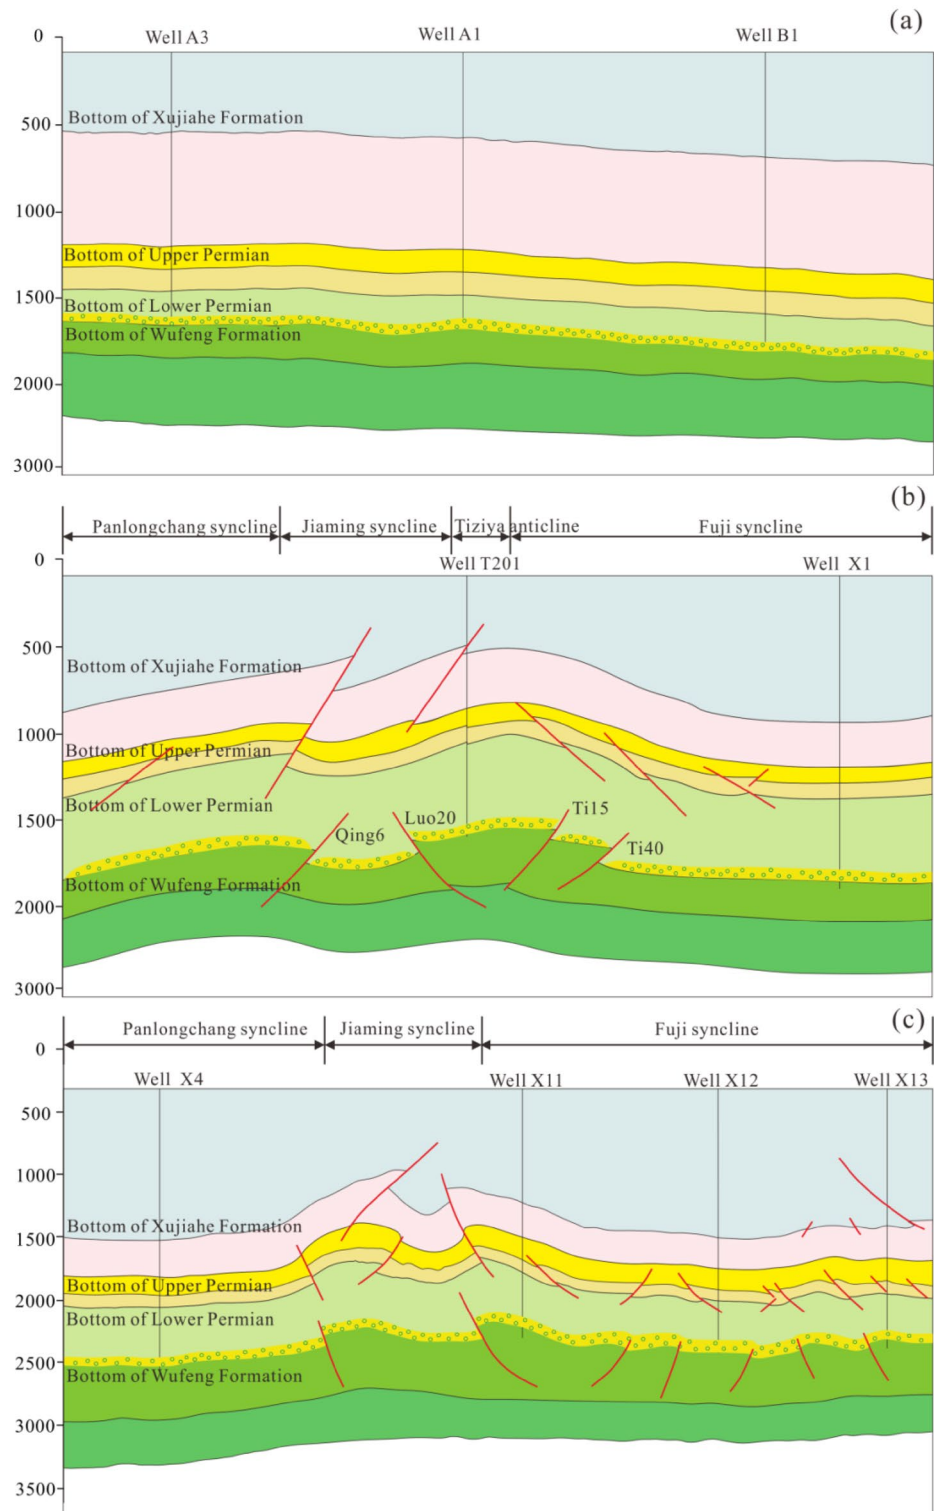 (a)
0
Well A3
Well A1
Well B1
Bottom of Xujiahe Formation
500
1000
Bottom of Upper Permian
1500
Bottom of Lower Permian
Bottom of Wufeng Formation
2000
3000
(b)
Panlongchang syncline
Jiaming syncline
Tiziya anticline
Fuji syncline
0
Well T201
Well X1
500
Bottom of Xujiahe Formation
1000
Bottom of Upper Permian
Bottom of Lower Permian
1500
Qing6
Luo20
Ti15
Ti40
Bottom of Wufeng Formation
2000
3000
(c)
Panlongchang syncline
Jiaming syncline
Fuji syncline
0
Well X4
Well X11
Well X12
Well X13
500
1000
Bottom of Xujiahe Formation
1500
Bottom of Upper Permian
2000
Bottom of Lower Permian
2500
Bottom of Wufeng Formation
3000
3500